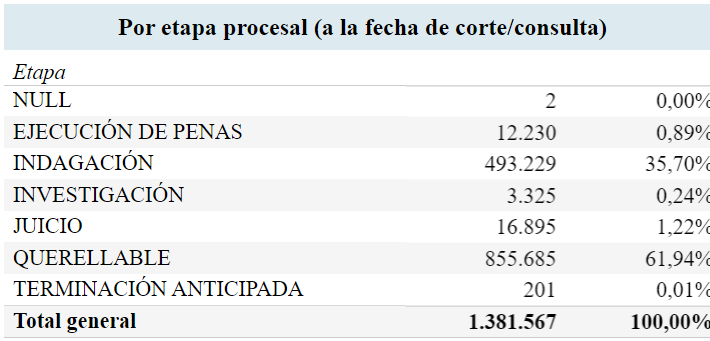 Por etapa procesal (a la fecha de corte/consulta)
Etapa
NULL 2 0,00%
EJECUCIÓN DE PENAS 12.230 0,89%
INDAGACIÓN 493.229 35,70%
INVESTIGACIÓN 3.325 0,24%
JUICIO 16.895 1,22%
QUERELLABLE 855.685 61,94%
TERMINACIÓN ANTICIPADA 201 0,01%
Total general 1.381.567 100,00%